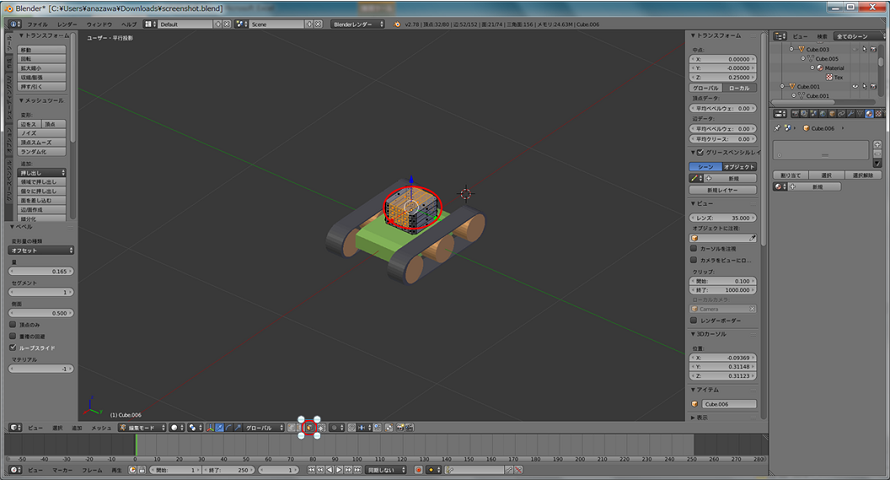 Blender* [C:¥Users¥anazawa¥Downloads¥screenshot.blend]
ファイル レンダー ウィンドウ ヘルプ Default Scene Blenderレンダー v2.78 | 頂点:32/80 | 辺:52/152 | 面:21/74 | 三角面:156 | メモリ:24.63M | Cube.006
ユーザー・平行投影
▼トランスフォーム
移動
回転
拡大縮小
収縮/膨張
押す/引く
▼メッシュツール
変形:
辺をス 頂点
ノイズ
頂点スムーズ
ランダム化
追加:
押し出し
領域で押し出し
個々に押し出し
面を差し込む
辺/面作成
▼ベベル
変形量の種類
オフセット
量
0.165
セグメント
1
側面
0.500
頂点のみ
重複の回避
ループスライド
マテリアル
-1
(1) Cube.006
ビュー 選択 追加 メッシュ 編集モード グローバル
-50 -40 -30 -20 -10 0 10 20 30 40 50 60 70 80 90 100 110 120 130 140 150 160 170 180 190 200 210 220 230 240 250 260 270 280
ビュー マーカー フレーム 再生 開始: 1 終了: 250 1 同期しない
▼トランスフォーム
中点:
X: 0.00000
Y: -0.00000
Z: 0.25000
グローバル ローカル
頂点データ:
平均ベベルウェ: 0.00
辺データ:
平均ベベルウェ: 0.00
平均クリース: 0.00
▼グリースペンシルレイ
シーン オブジェクト
新規
新規レイヤー
▼ビュー
レンズ: 35.000
オブジェクトに注視:
カーソルを注視
カメラをビューにロ...
クリップ:
開始: 0.100
終了: 1000.000
ローカルカメラ:
Camera
レンダーボーダー
▼3Dカーソル
位置:
X: -0.09369
Y: 0.31148
Z: 0.31123
▼アイテム
Cube.006
表示
ビュー 検索 全てのシーン
Cube.003
Cube.005
Material
Tex
Cube.001
Cube.001
Cube.006
割り当て 選択 選択解除
新規